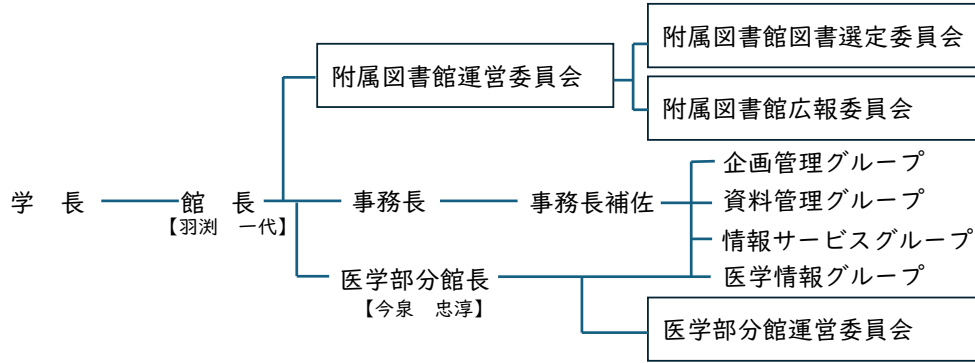 附属図書館図書選定委員会
附属図書館運営委員会
附属図書館広報委員会
企画管理グループ
学　長
館　長
事務長
事務長補佐
資料管理グループ
【羽渕　一代】
情報サービスグループ
医学部分館長
医学情報グループ
【今泉　忠淳】
医学部分館運営委員会